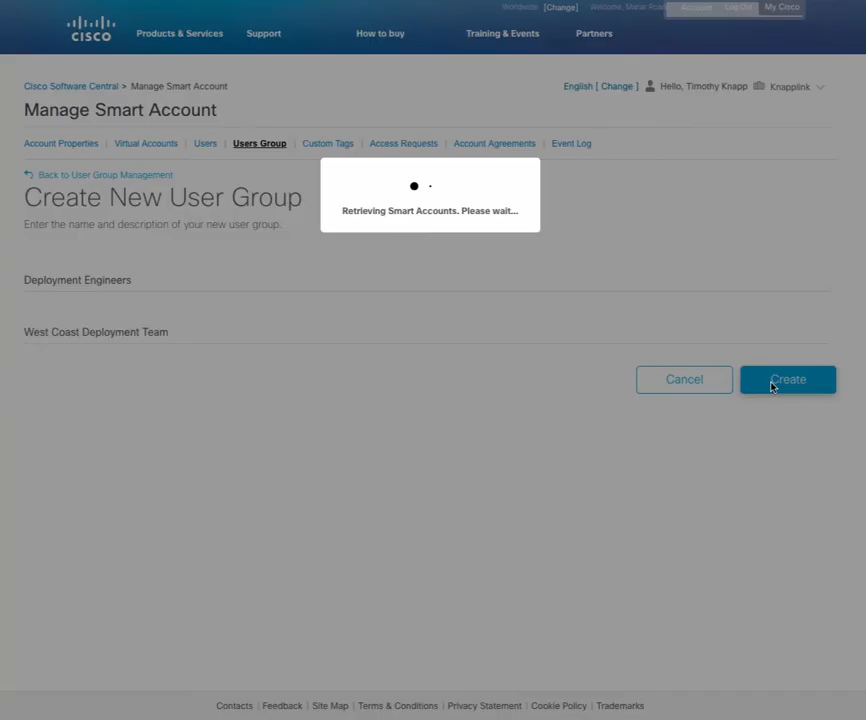 Worldwide [Change] Welcome, Account Log Out My Cisco
CISCO
Products & Services Support How to buy Training & Events Partners
Cisco Software Central > Manage Smart Account
English [ Change ] Hello, Timothy Knapp Knapplink
Manage Smart Account
Account Properties | Virtual Accounts | Users | Users Group | Custom Tags | Access Requests | Account Agreements | Event Log
Back to User Group Management
Create New User Group
Enter the name and description of your new user group.
Retrieving Smart Accounts. Please wait...
Deployment Engineers
West Coast Deployment Team
Cancel Create
Contacts | Feedback | Site Map | Terms & Conditions | Privacy Statement | Cookie Policy | Trademarks